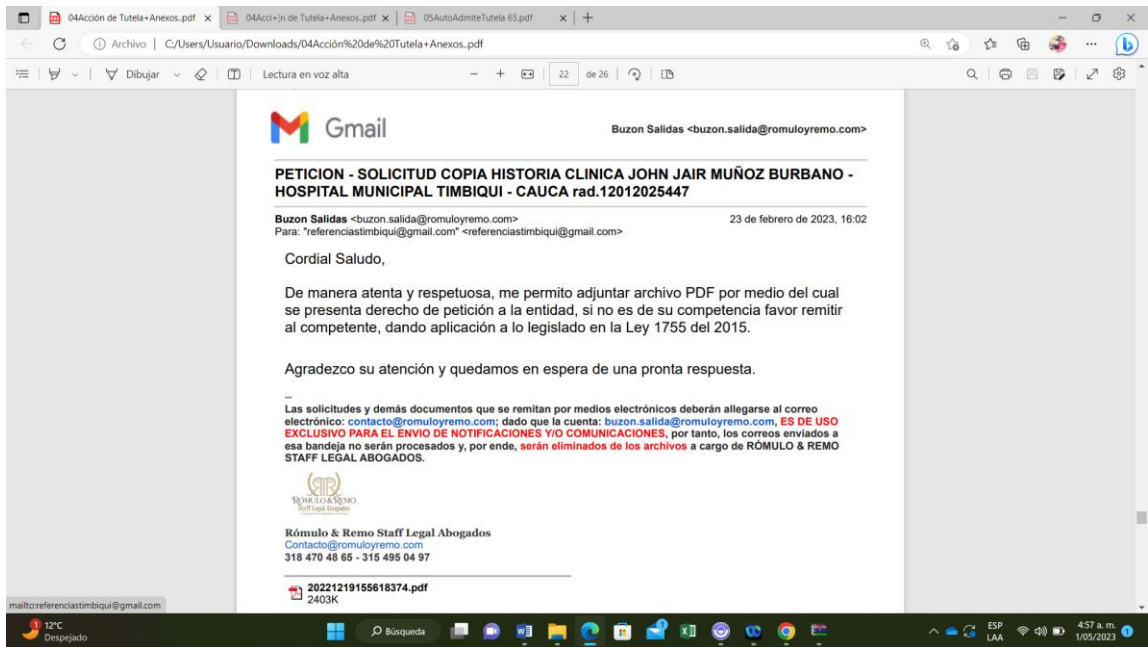 04Acción de Tutela+Anexos..pdf
04Acci+¦n de Tutela+Anexos..pdf
05AutoAdmiteTutela 65.pdf
Archivo
C:/Users/Usuario/Downloads/04Acción%20de%20Tutela+Anexos..pdf
Dibujar
Lectura en voz alta
22 de 26
Gmail
Buzon Salidas <buzon.salida@romuloyremo.com>
PETICION - SOLICITUD COPIA HISTORIA CLINICA JOHN JAIR MUÑOZ BURBANO -
HOSPITAL MUNICIPAL TIMBIQUI - CAUCA rad.12012025447
Buzon Salidas <buzon.salida@romuloyremo.com> 23 de febrero de 2023, 16:02
Para: "referenciastimbiqui@gmail.com" <referenciastimbiqui@gmail.com>
Cordial Saludo,
De manera atenta y respetuosa, me permito adjuntar archivo PDF por medio del cual
se presenta derecho de petición a la entidad, si no es de su competencia favor remitir
al competente, dando aplicación a lo legislado en la Ley 1755 del 2015.
Agradezco su atención y quedamos en espera de una pronta respuesta.
--
Las solicitudes y demás documentos que se remitan por medios electrónicos deberán allegarse al correo
electrónico: contacto@romuloyremo.com; dado que la cuenta: buzon.salida@romuloyremo.com, ES DE USO
EXCLUSIVO PARA EL ENVIO DE NOTIFICACIONES Y/O COMUNICACIONES, por tanto, los correos enviados a
esa bandeja no serán procesados y, por ende, serán eliminados de los archivos a cargo de RÓMULO & REMO
STAFF LEGAL ABOGADOS.
RÓMULO & REMO
Staff Legal Abogados
Rómulo & Remo Staff Legal Abogados
Contacto@romuloyremo.com
318 470 48 65 - 315 495 04 97
20221219155618374.pdf
2403K
mailto:referenciastimbiqui@gmail.com
1
12°C
Despejado
Búsqueda
ESP
LAA
4:57 a. m.
1/05/2023
1